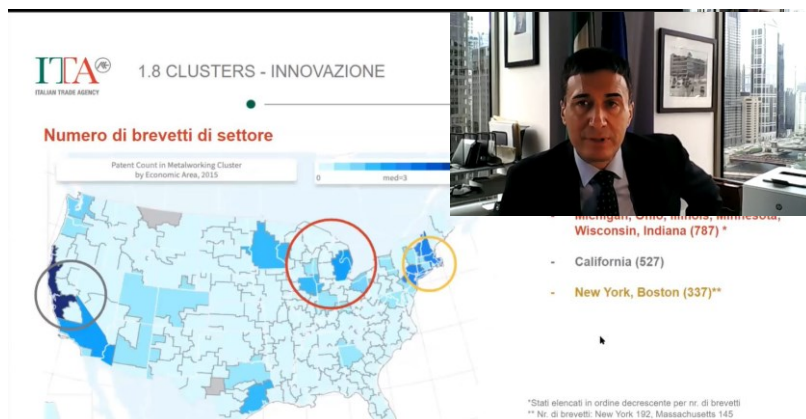 ITA
ITALIAN TRADE AGENCY
1.8 CLUSTERS - INNOVAZIONE
Numero di brevetti di settore
Patent Count in Metalworking Cluster
by Economic Area, 2015
0
med=3
- Michigan, Ohio, Illinois, Minnesota,
Wisconsin, Indiana (787) *
- California (527)
- New York, Boston (337)**
*Stati elencati in ordine decrescente per nr. di brevetti
** Nr. di brevetti: New York 192, Massachusetts 145